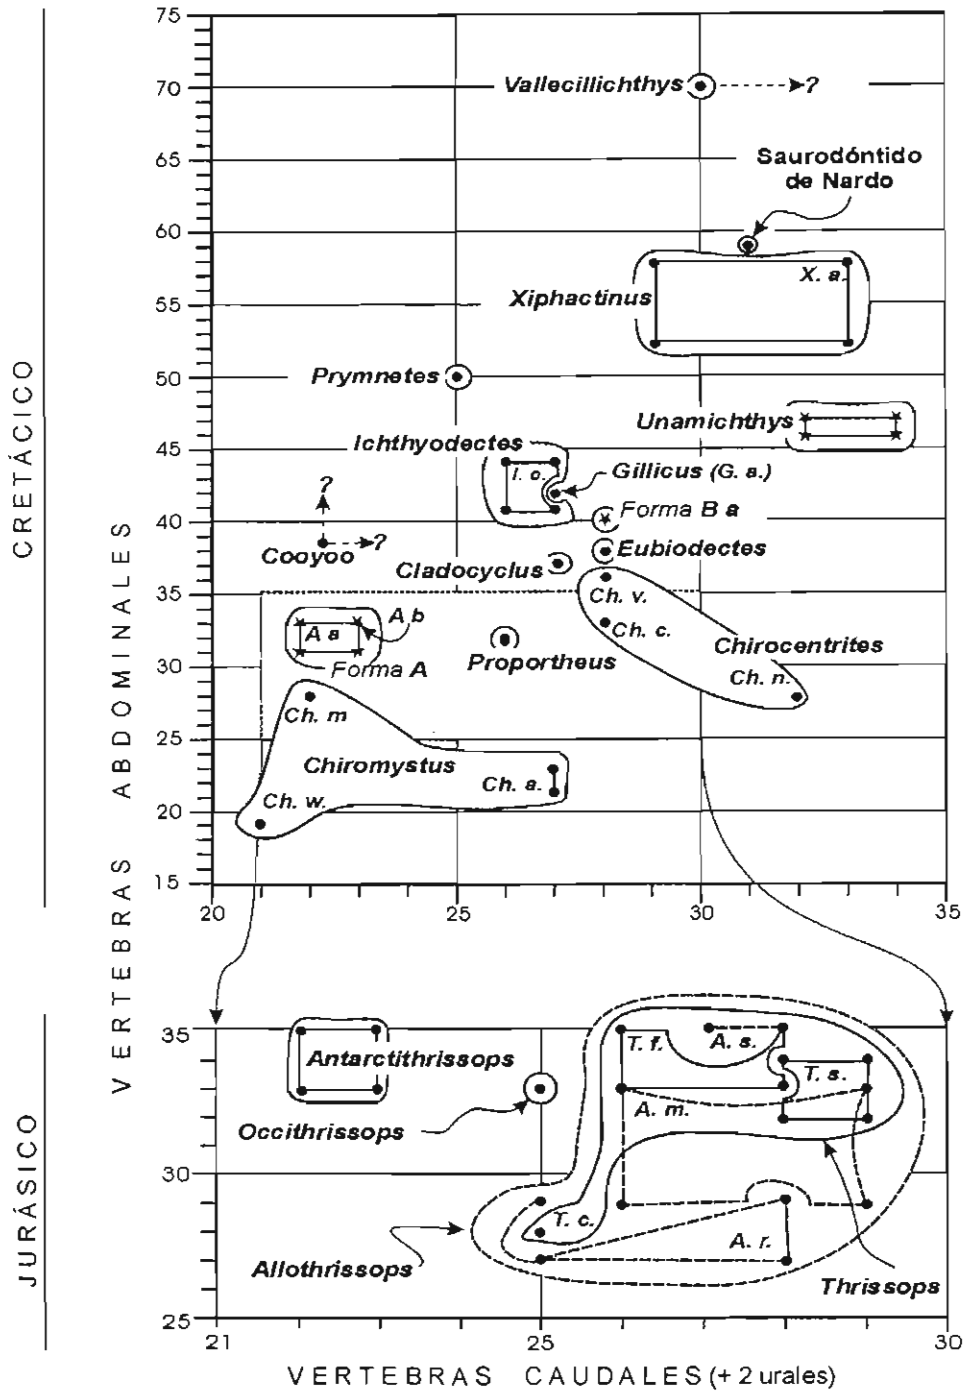 75
Vallecillichthys
?
70
Saurodóntido
de Nardo
65
60
X. a.
Xiphactinus
55
Prymnetes
50
Unamichthys
Ichthyodectes
45
I. c.
Gillicus (G. a.)
?
Forma B a
40
?
Cooyoo
Eubiodectes
Cladocyclus
35
Ch. v.
A b
A a
Ch. c.
Chirocentrites
Proportheus
Forma A
30
Ch. n.
Ch. m
25
Chiromystus
Ch. a.
Ch. w.
20
15
20
25
30
35
CRETÁCICO
VERTEBRAS ABDOMINALES
JURÁSICO
35
T. f.
A. s.
Antarctithrissops
T. s.
A. m.
Occithrissops
30
T. c.
A. r.
Allothrissops
Thrissops
25
21
25
30
VERTEBRAS CAUDALES (+ 2 urales)